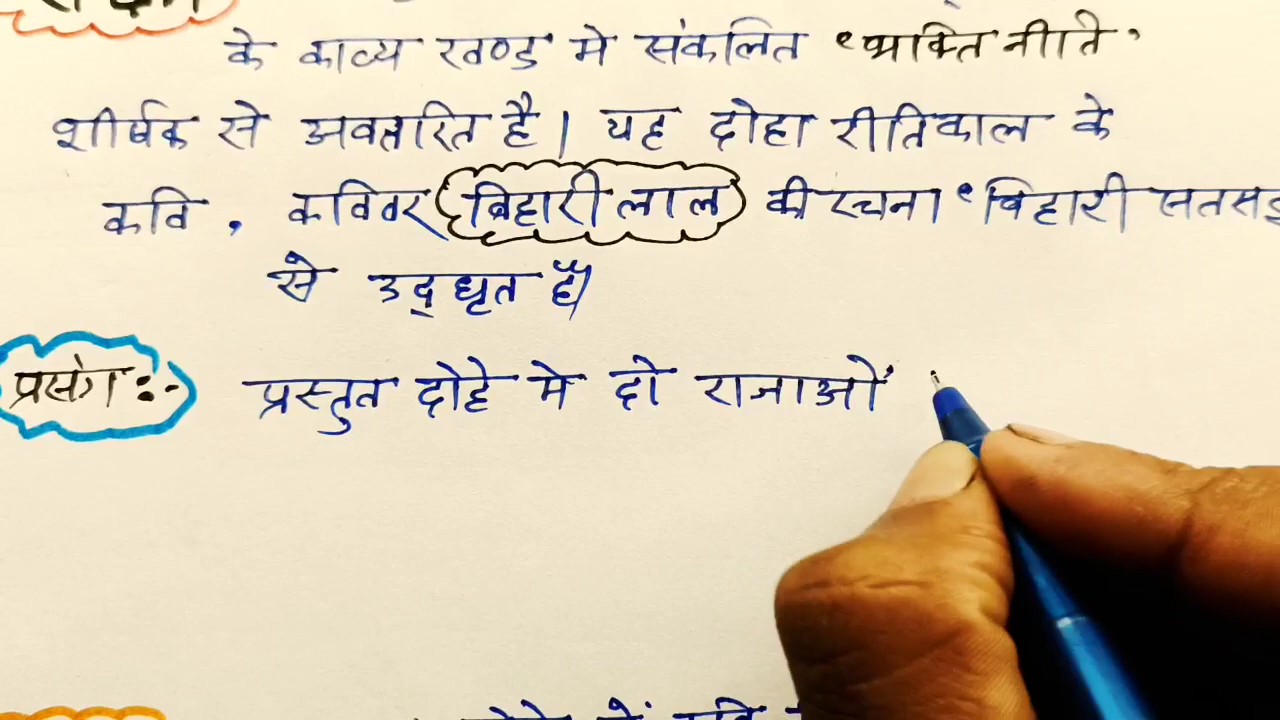 के काव्य खण्ड मे संकलित 'भक्ति नीति'
शीर्षक से अवतरित है। यह दोहा रीतिकाल के
कवि, कविवर बिहारी लाल की रचना 'बिहारी सतसई
से उद्धृत है।
प्रसंग :- प्रस्तुत दोहे मे दो राजाओं